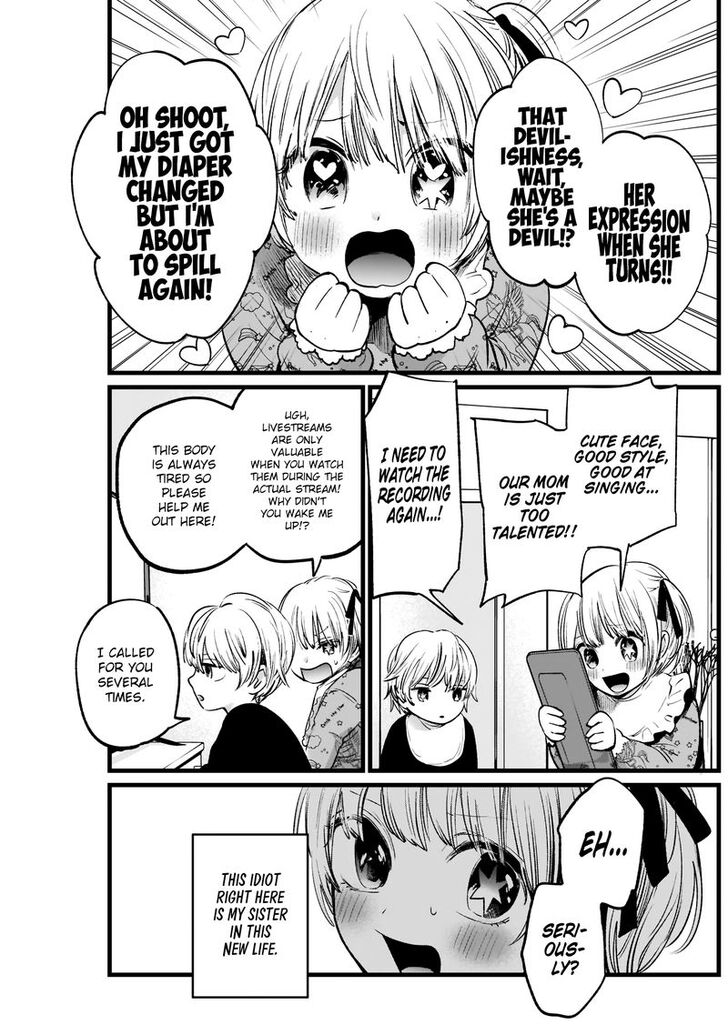 HER
EXPRESSION
WHEN SHE
TURNS!!
THAT
DEVIL-
ISHNESS,
WAIT,
MAYBE
SHE'S A
DEVIL!?
OH SHOOT,
I JUST GOT
MY DIAPER
CHANGED
BUT I'M
ABOUT
TO SPILL
AGAIN!
CUTE FACE,
GOOD STYLE,
GOOD AT
SINGING...
OUR MOM
IS JUST
TOO
TALENTED!!
I NEED TO
WATCH THE
RECORDING
AGAIN...!
UGH,
LIVESTREAMS
ARE ONLY
VALUABLE
WHEN YOU WATCH
THEM DURING THE
ACTUAL STREAM!
WHY DIDN'T
YOU WAKE ME
UP!?
THIS BODY
IS ALWAYS
TIRED SO
PLEASE
HELP ME
OUT HERE!
I CALLED
FOR YOU
SEVERAL
TIMES.
EH...
SERI-
OUS-
LY?
THIS IDIOT
RIGHT HERE
IS MY SISTER
IN THIS
NEW LIFE.